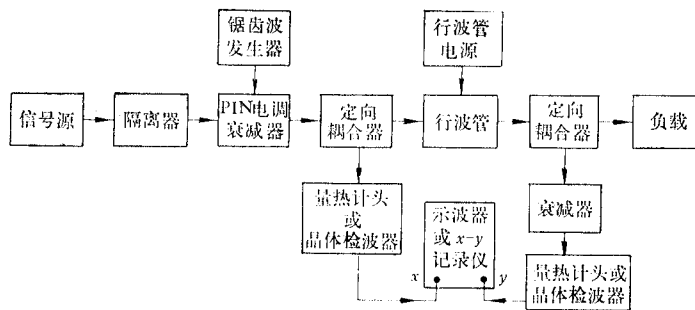 锯齿波
发生器
行波管
电源
信号源
隔离器
PIN电调
衰减器
定向
耦合器
行波管
定向
耦合器
负载
量热计头
或
晶体检波器
示波器
或 x-y
记录仪
x
y
衰减器
量热计头或
晶体检波器